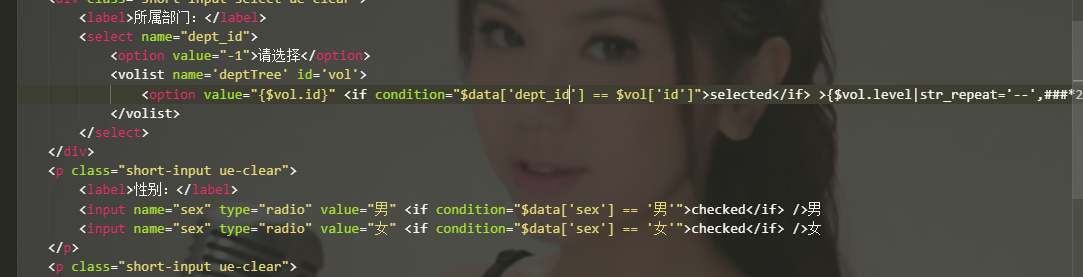 <div class="short-input select ue-clear">
<label>所属部门：</label>
<select name="dept_id">
<option value="-1">请选择</option>
<volist name='deptTree' id='vol'>
<option value="{$vol.id}" <if condition="$data['dept_id'] == $vol['id']">selected</if> >{$vol.level|str_repeat='--',###*2
</volist>
</select>
</div>
<p class="short-input ue-clear">
<label>性别：</label>
<input name="sex" type="radio" value="男" <if condition="$data['sex'] == '男'">checked</if> />男
<input name="sex" type="radio" value="女" <if condition="$data['sex'] == '女'">checked</if> />女
</p>
<p class="short-input ue-clear">